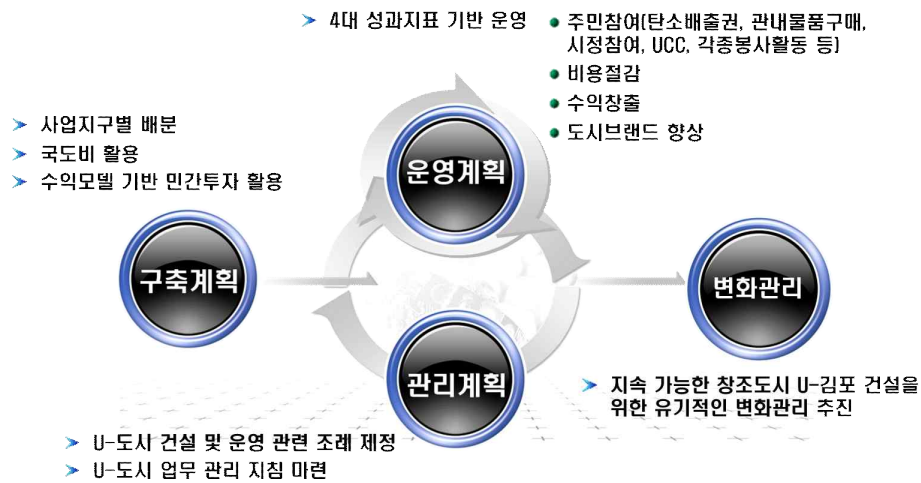 4대 성과지표 기반 운영
주민참여(탄소배출권, 관내물품구매,
시정참여, UCC, 각종봉사활동 등)
비용절감
수익창출
도시브랜드 향상
사업지구별 배분
국도비 활용
수익모델 기반 민간투자 활용
운영계획
구축계획
변화관리
관리계획
지속 가능한 창조도시 U-김포 건설을
위한 유기적인 변화관리 추진
U-도시 건설 및 운영 관련 조례 제정
U-도시 업무 관리 지침 마련